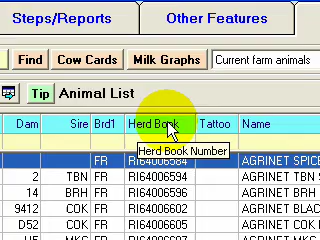 Steps/Reports Other Features
Find Cow Cards Milk Graphs Current farm animals
Tip Animal List
Dam Sire Brd1 Herd Book Tattoo Name
Herd Book Number
FR RI64006584 AGRINET SPICE
2 TBN FR RI64006594 AGRINET TBN
14 BRH FR RI64006596 AGRINET BRH
9412 COK FR RI64006602 AGRINET BLAC
D52 COK FR RI64006605 AGRINET COK